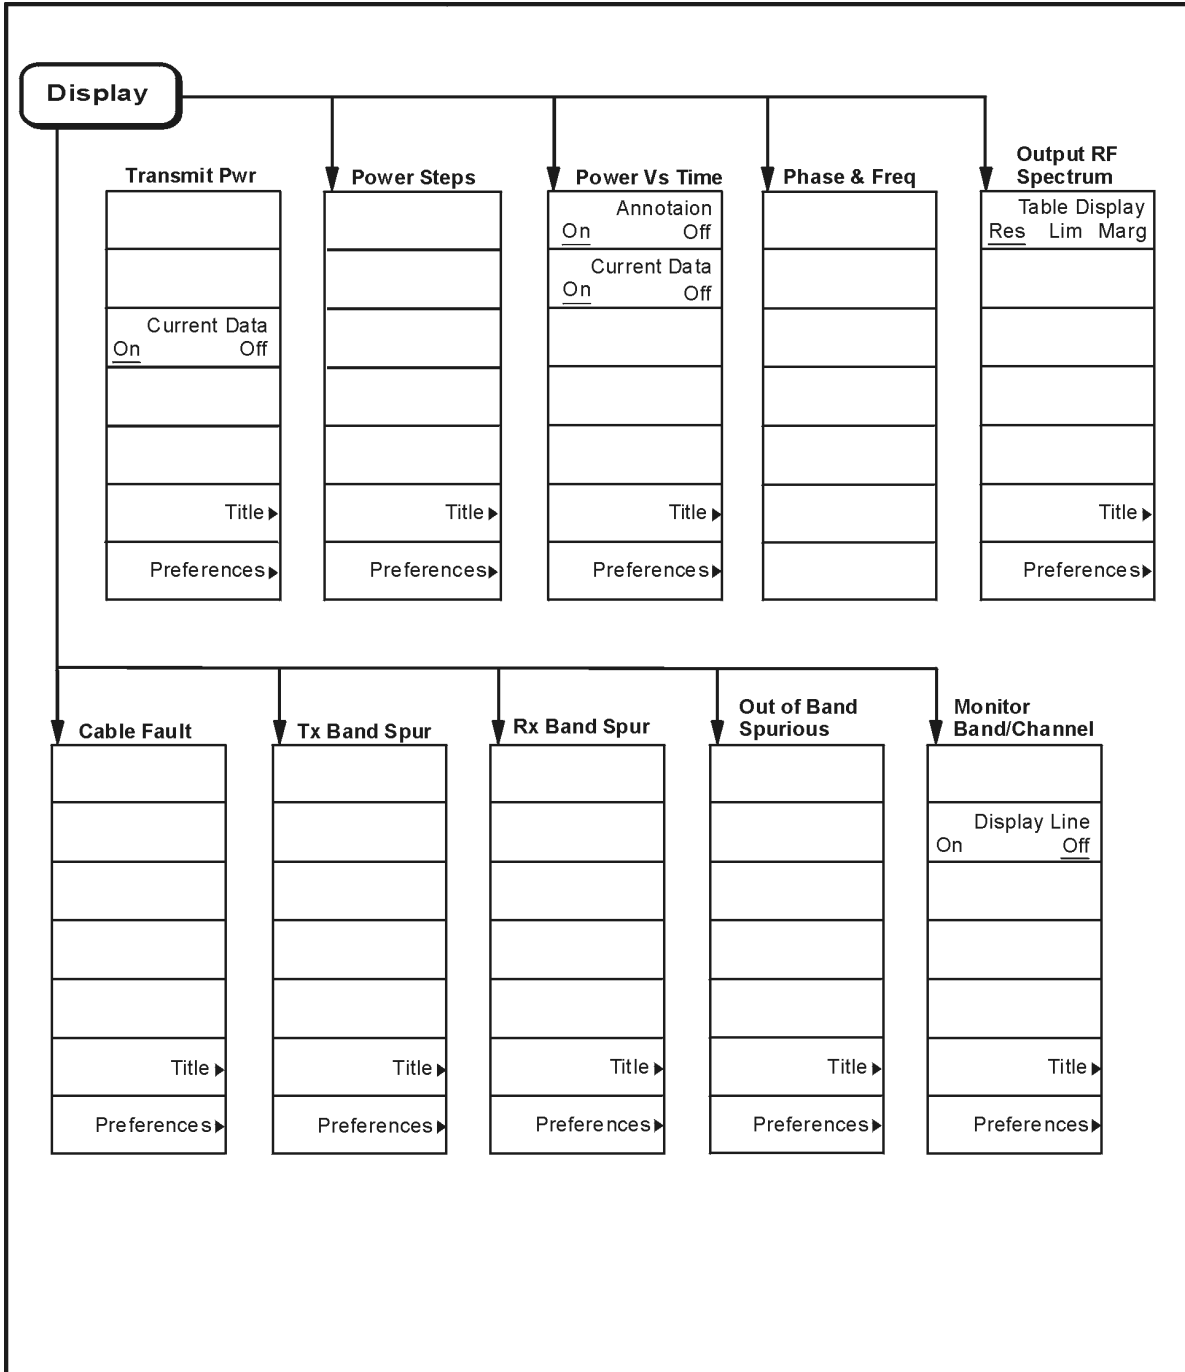 Display
Transmit Pwr
Current Data
On Off
Title
Preferences
Power Steps
Title
Preferences
Power Vs Time
Annotaion
On Off
Current Data
On Off
Title
Preferences
Phase & Freq
Output RF
Spectrum
Table Display
Res Lim Marg
Title
Preferences
Cable Fault
Title
Preferences
Tx Band Spur
Title
Preferences
Rx Band Spur
Title
Preferences
Out of Band
Spurious
Title
Preferences
Monitor
Band/Channel
Display Line
On Off
Title
Preferences